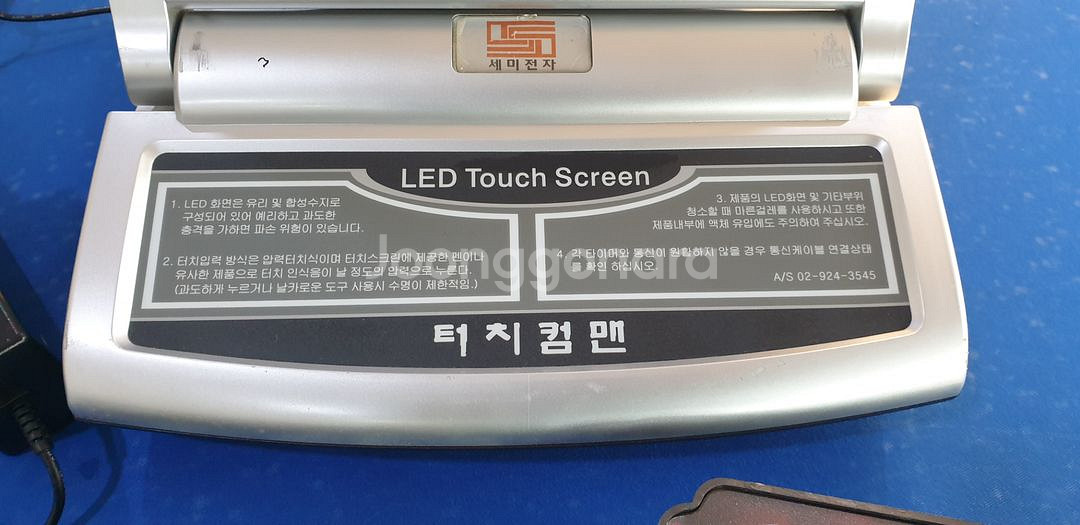 세미전자
LED Touch Screen
1. LED 화면은 유리 및 합성수지로
구성되어 있어 예리하고 과도한
충격을 가하면 파손 위험이 있습니다.
2. 터치입력 방식은 압력터치식이며 터치스크린에 제공한 펜이나
유사한 제품으로 터치 인식음이 날 정도의 압력으로 누른다.
(과도하게 누르거나 날카로운 도구 사용시 수명이 제한적임.)
3. 제품의 LED화면 및 기타부위
청소할 때 마른걸레를 사용하시고 또한
제품내부에 액체 유입에도 주의하여 주십시오.
4. 각 타이머와 통신이 원활하지 않을 경우 통신케이블 연결상태
를 확인 하십시오.
A/S 02-924-3545
터치컴맨